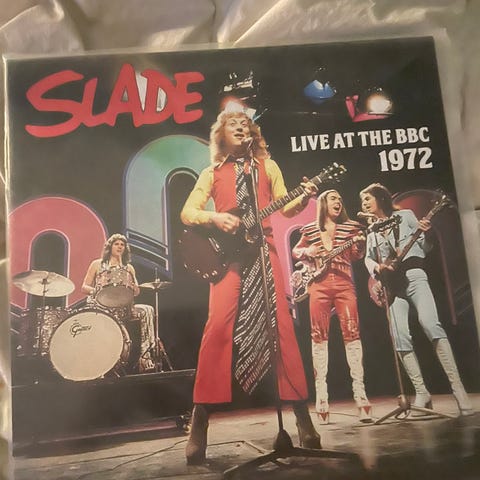 SLADE
LIVE AT THE BBC
1972
Gretsch